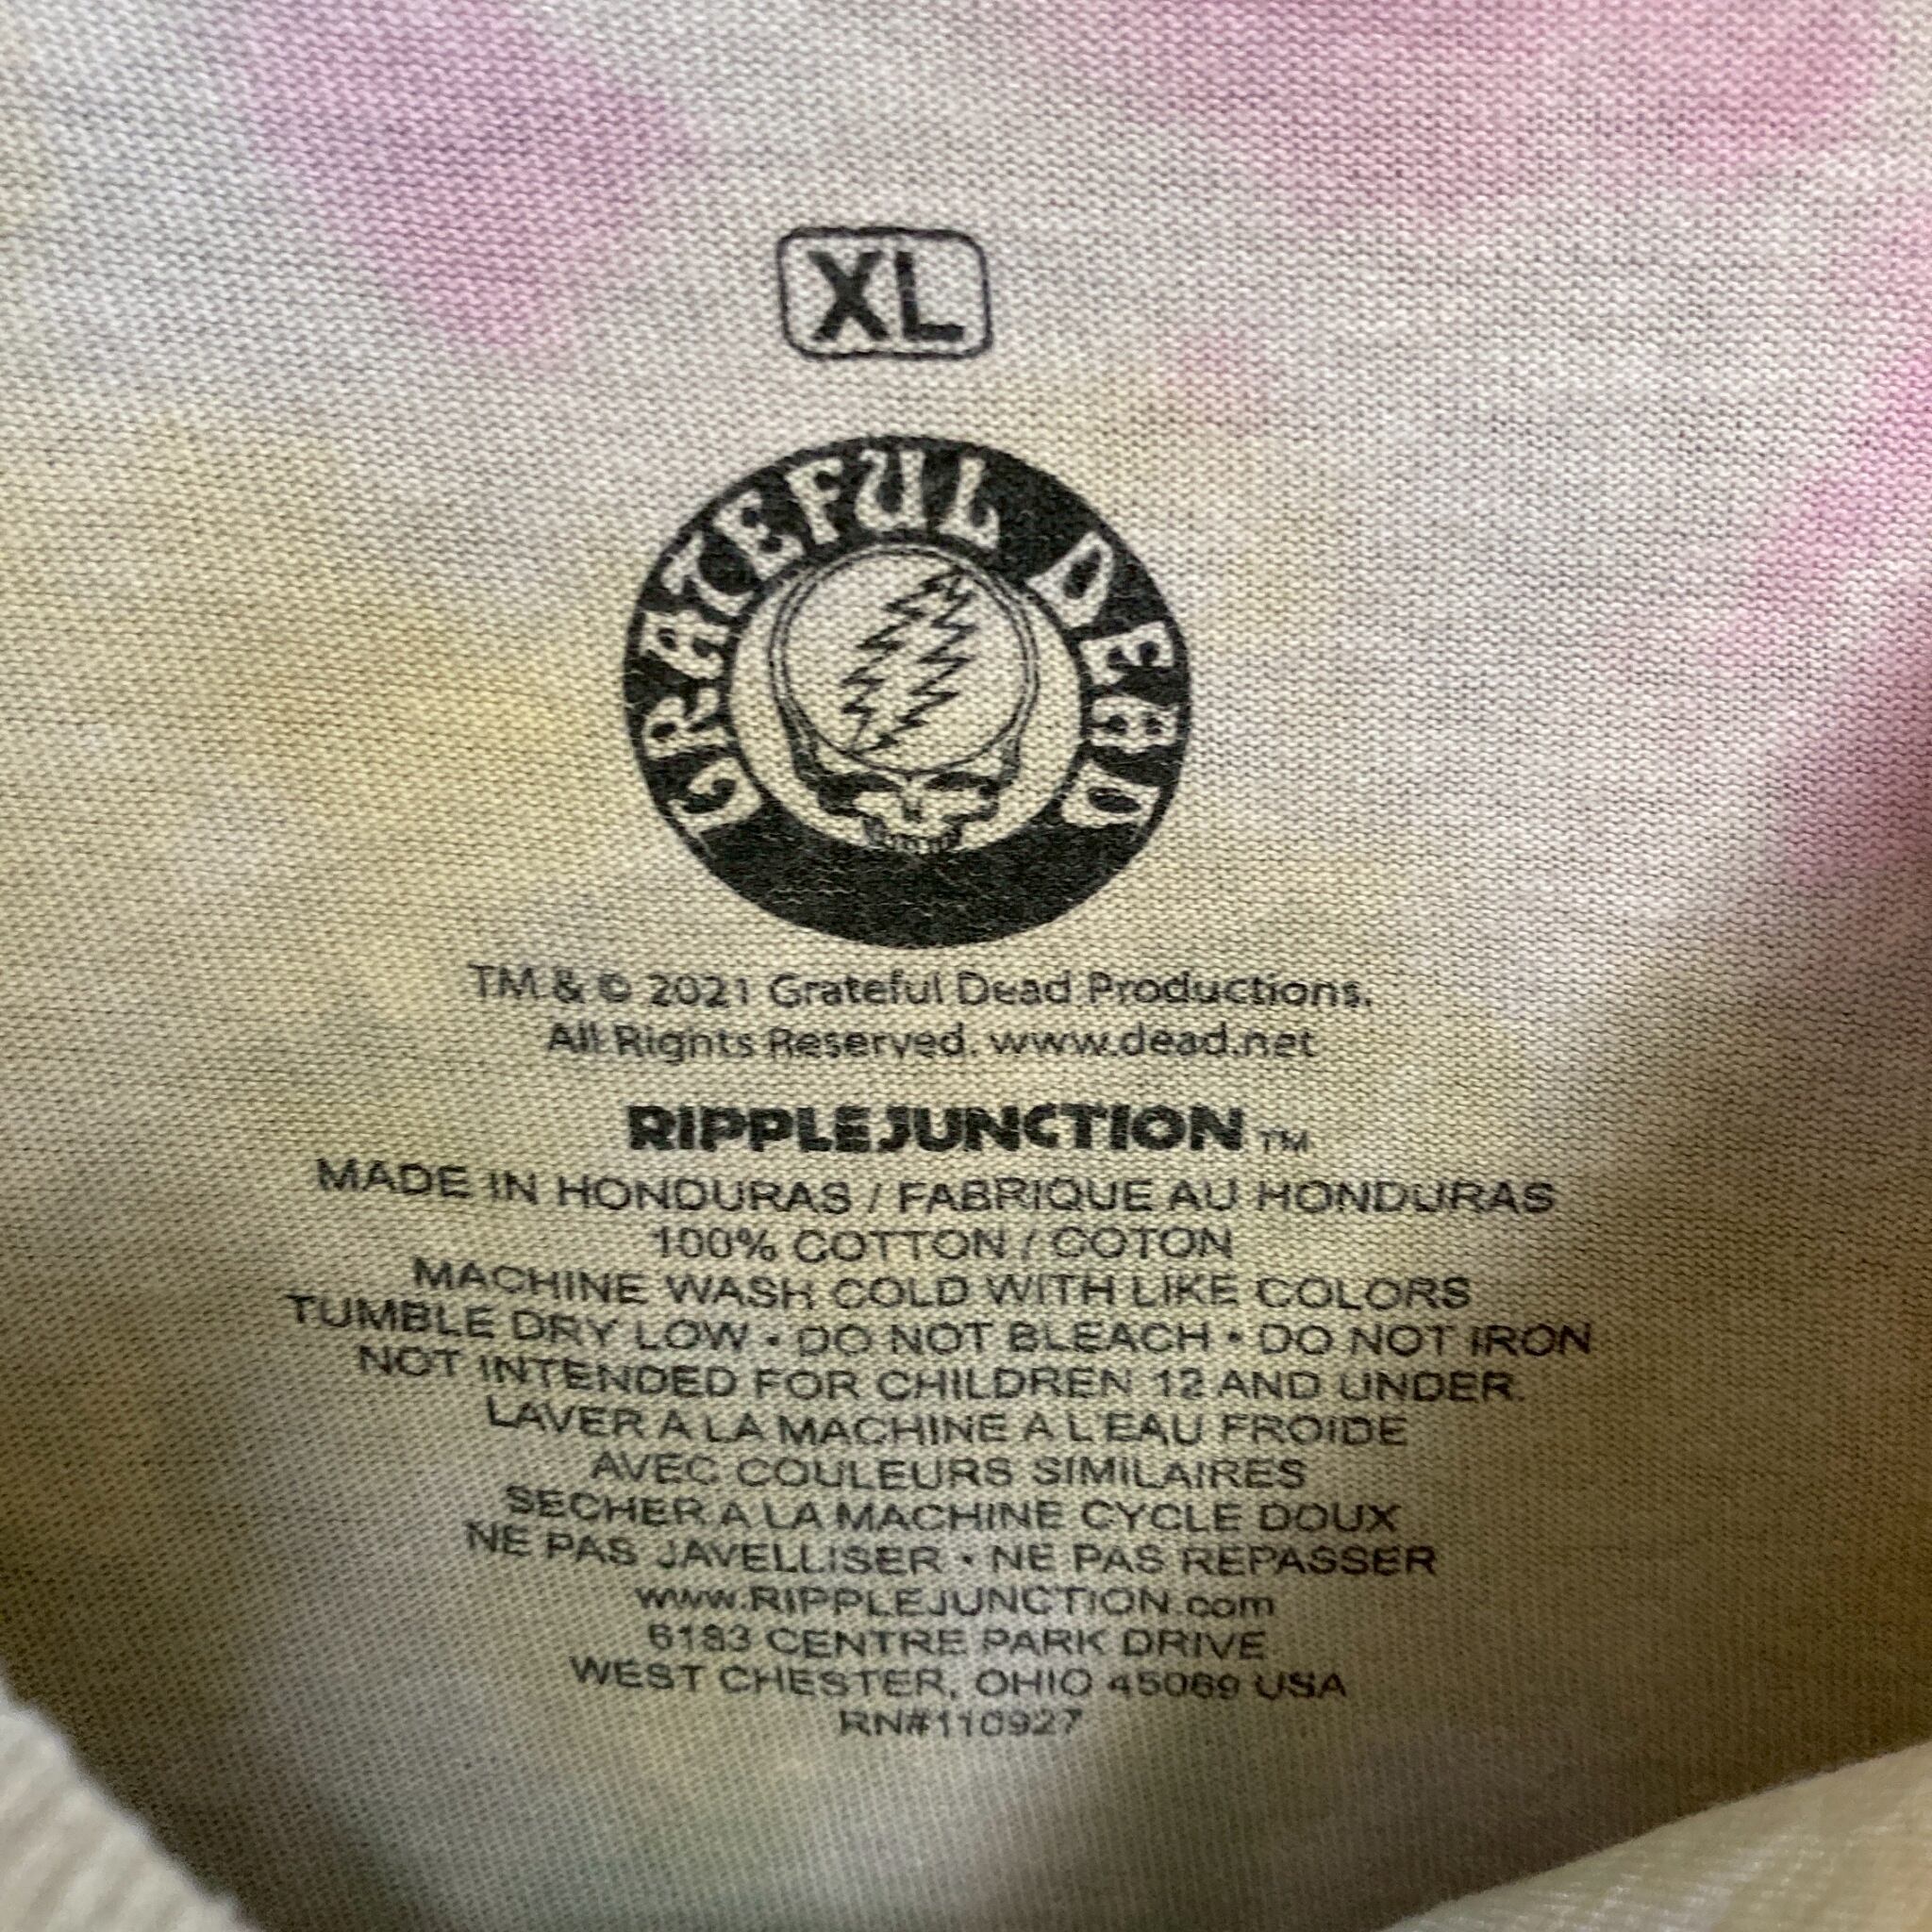 XL
GRATEFUL DEAD
TM & © 2021 Grateful Dead Productions.
All Rights Reserved. www.dead.net
RIPPLE JUNCTION ™
MADE IN HONDURAS / FABRIQUE AU HONDURAS
100% COTTON / COTON
MACHINE WASH COLD WITH LIKE COLORS
TUMBLE DRY LOW • DO NOT BLEACH • DO NOT IRON
NOT INTENDED FOR CHILDREN 12 AND UNDER
LAVER A LA MACHINE A L'EAU FROIDE
AVEC COULEURS SIMILAIRES
SECHER A LA MACHINE CYCLE DOUX
NE PAS JAVELLISER • NE PAS REPASSER
www.RIPPLEJUNCTION.com
6183 CENTRE PARK DRIVE
WEST CHESTER, OHIO 45069 USA
RN#110927